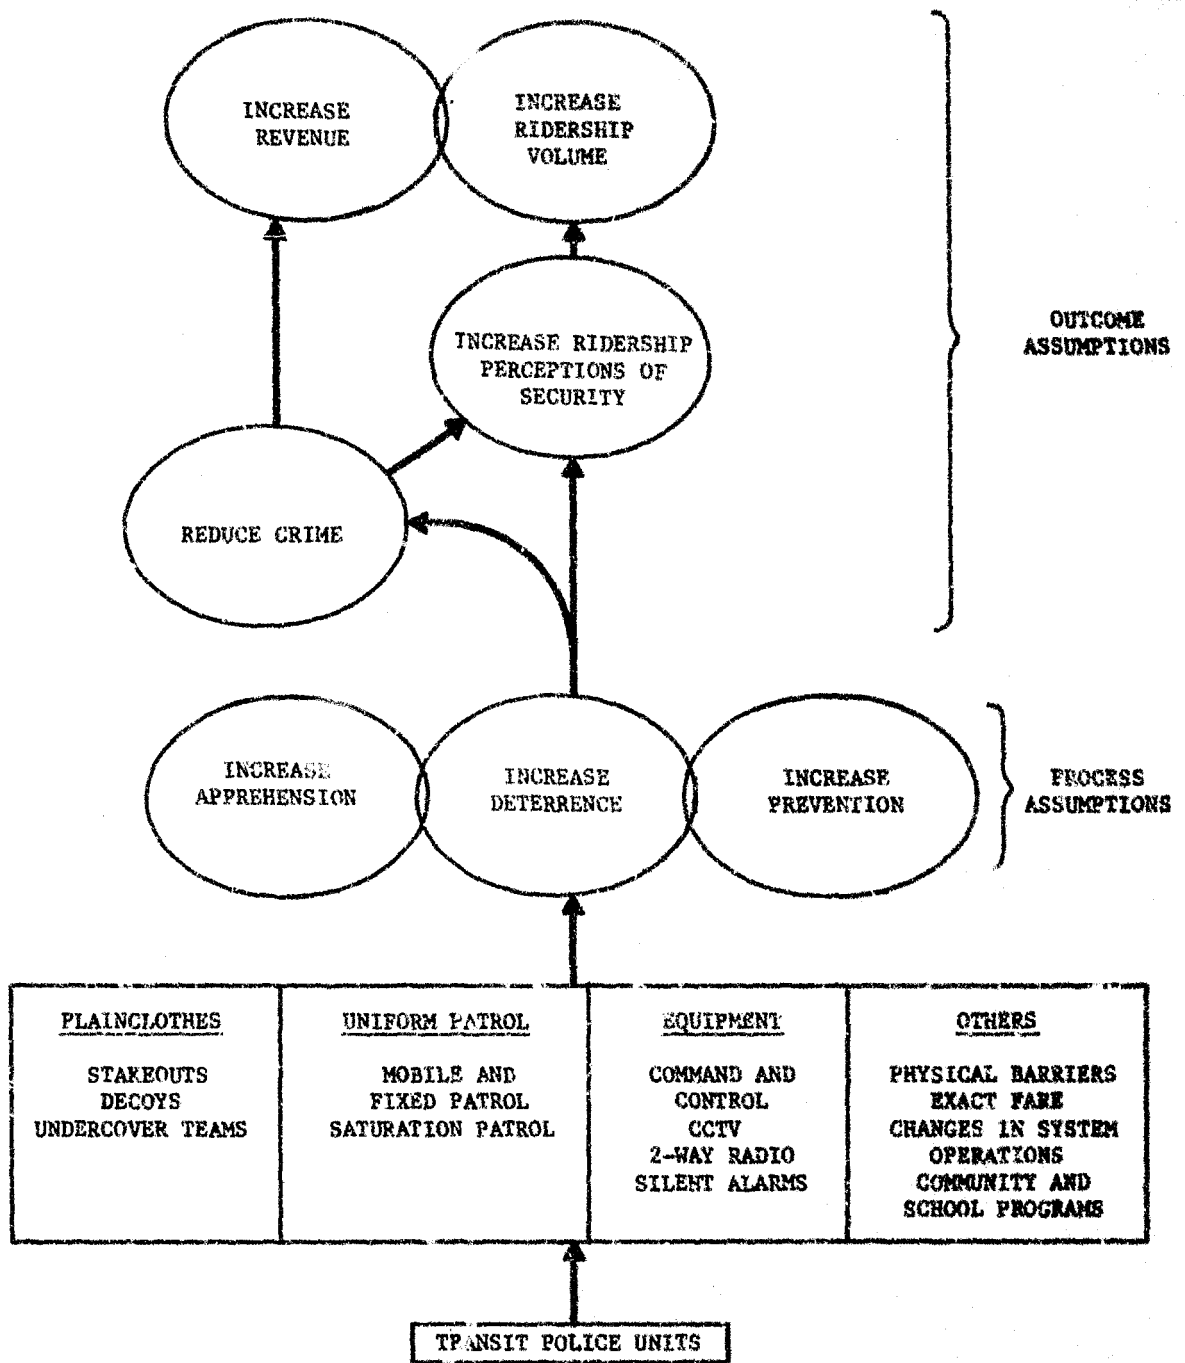 INCREASE
REVENUE
INCREASE
RIDERSHIP
VOLUME
INCREASE RIDERSHIP
PERCEPTIONS OF
SECURITY
OUTCOME
ASSUMPTIONS
REDUCE CRIME
INCREASE
APPREHENSION
INCREASE
DETERRENCE
INCREASE
PREVENTION
PROCESS
ASSUMPTIONS
PLAINCLOTHES
STAKEOUTS
DECOYS
UNDERCOVER TEAMS
UNIFORM PATROL
MOBILE AND
FIXED PATROL
SATURATION PATROL
EQUIPMENT
COMMAND AND
CONTROL
CCTV
2-WAY RADIO
SILENT ALARMS
OTHERS
PHYSICAL BARRIERS
EXACT FARE
CHANGES IN SYSTEM
OPERATIONS
COMMUNITY AND
SCHOOL PROGRAMS
TRANSIT POLICE UNITS